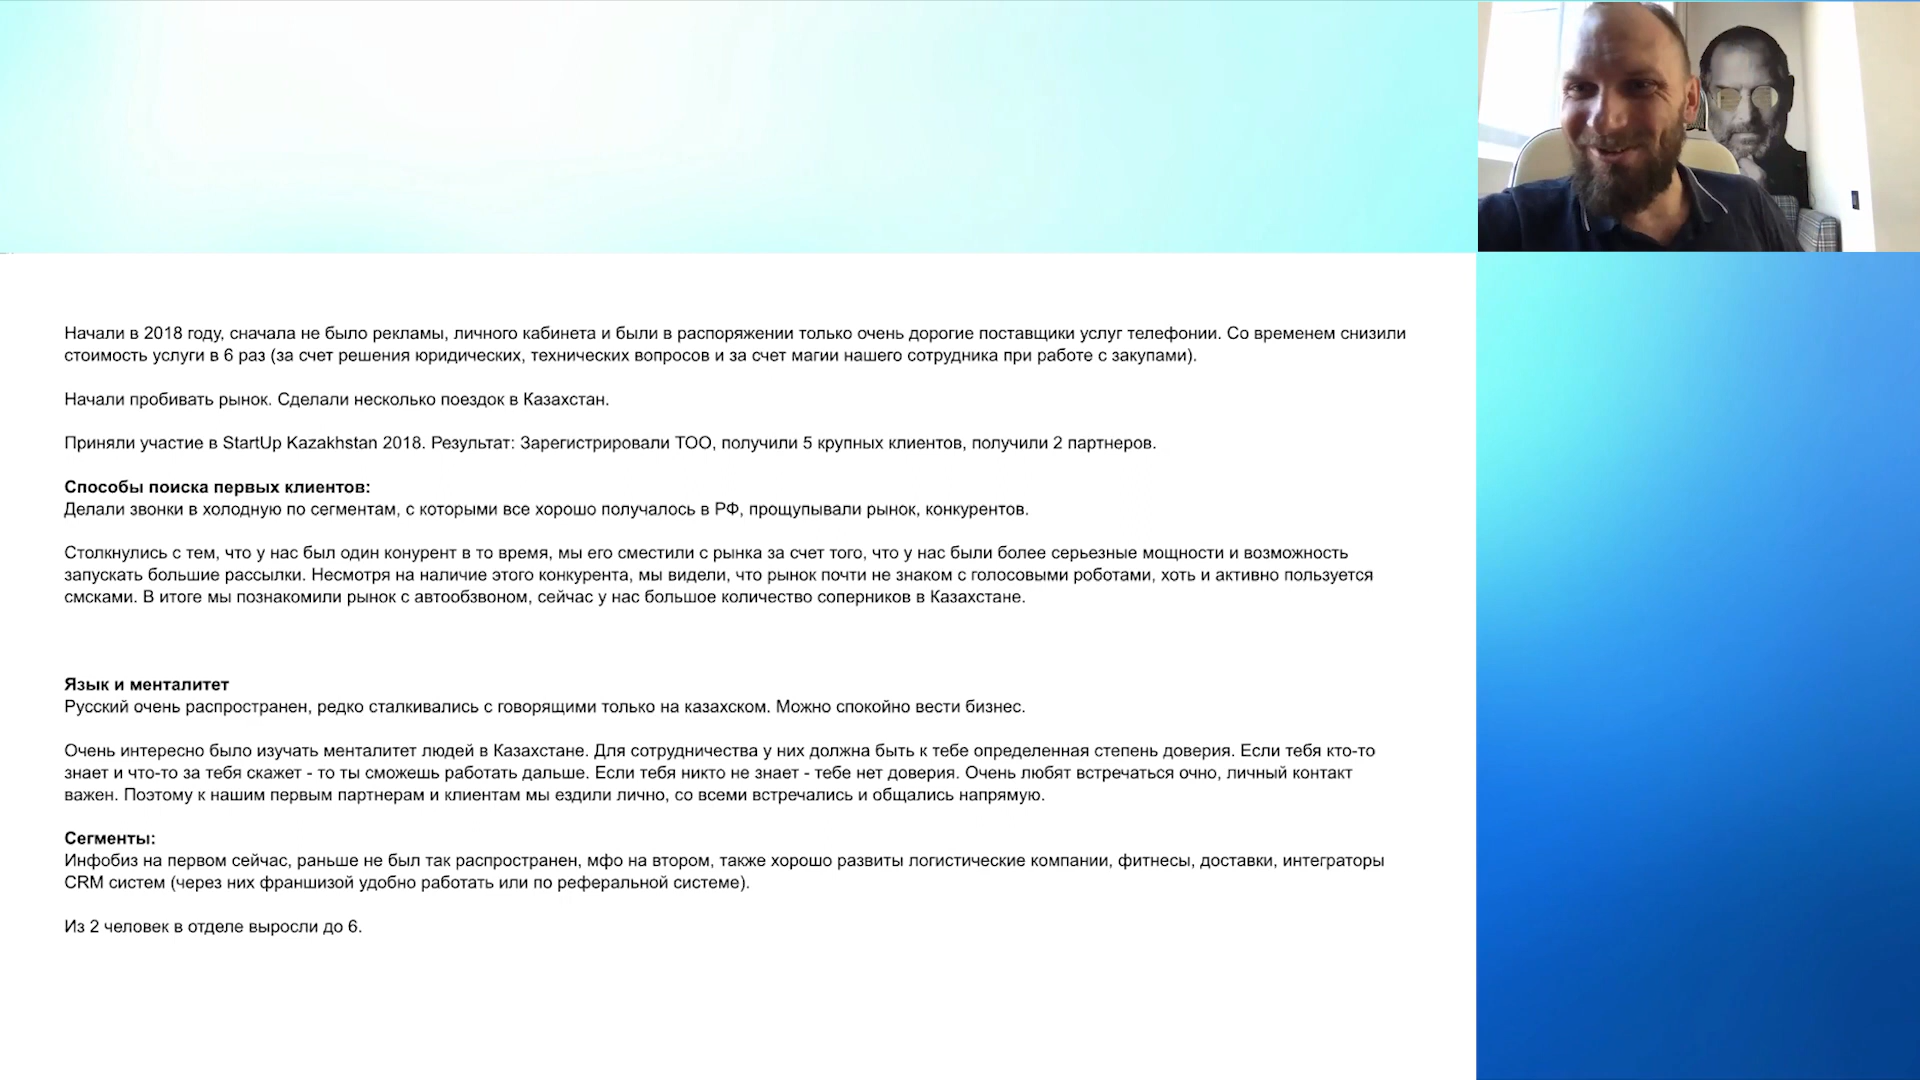 Начали в 2018 году, сначала не было рекламы, личного кабинета и были в распоряжении только очень дорогие поставщики услуг телефонии. Со временем снизили
стоимость услуги в 6 раз (за счет решения юридических, технических вопросов и за счет магии нашего сотрудника при работе с закупами).
Начали пробивать рынок. Сделали несколько поездок в Казахстан.
Приняли участие в StartUp Kazakhstan 2018. Результат: Зарегистрировали ТОО, получили 5 крупных клиентов, получили 2 партнеров.
Способы поиска первых клиентов:
Делали звонки в холодную по сегментам, с которыми все хорошо получалось в РФ, прощупывали рынок, конкурентов.
Столкнулись с тем, что у нас был один конурент в то время, мы его сместили с рынка за счет того, что у нас были более серьезные мощности и возможность
запускать большие рассылки. Несмотря на наличие этого конкурента, мы видели, что рынок почти не знаком с голосовыми роботами, хоть и активно пользуется
смсками. В итоге мы познакомили рынок с автообзвоном, сейчас у нас большое количество соперников в Казахстане.
Язык и менталитет
Русский очень распространен, редко сталкивались с говорящими только на казахском. Можно спокойно вести бизнес.
Очень интересно было изучать менталитет людей в Казахстане. Для сотрудничества у них должна быть к тебе определенная степень доверия. Если тебя кто-то
знает и что-то за тебя скажет - то ты сможешь работать дальше. Если тебя никто не знает - тебе нет доверия. Очень любят встречаться очно, личный контакт
важен. Поэтому к нашим первым партнерам и клиентам мы ездили лично, со всеми встречались и общались напрямую.
Сегменты:
Инфобиз на первом сейчас, раньше не был так распространен, мфо на втором, также хорошо развиты логистические компании, фитнесы, доставки, интеграторы
CRM систем (через них франшизой удобно работать или по реферальной системе).
Из 2 человек в отделе выросли до 6.